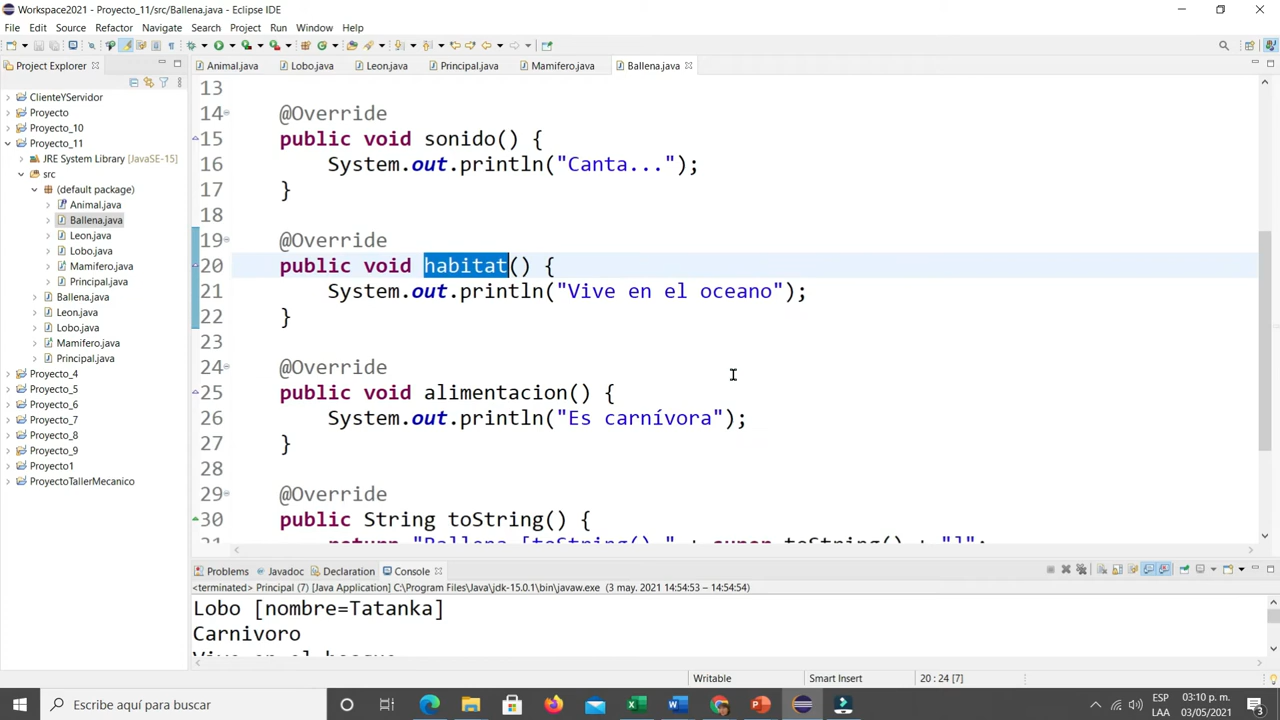 Workspace2021 - Proyecto_11/src/Ballena.java - Eclipse IDE
File Edit Source Refactor Navigate Search Project Run Window Help
Project Explorer
Animal.java Lobo.java Leon.java Principal.java Mamifero.java Ballena.java
ClienteYServidor
Proyecto
Proyecto_10
Proyecto_11
JRE System Library [JavaSE-15]
src
(default package)
Animal.java
Ballena.java
Leon.java
Lobo.java
Mamifero.java
Principal.java
Ballena.java
Leon.java
Lobo.java
Mamifero.java
Principal.java
Proyecto_4
Proyecto_5
Proyecto_6
Proyecto_7
Proyecto_8
Proyecto_9
Proyecto1
ProyectoTallerMecanico
13
14 @Override
15 public void sonido() {
16 System.out.println("Canta...");
17 }
18
19 @Override
20 public void habitat() {
21 System.out.println("Vive en el oceano");
22 }
23
24 @Override
25 public void alimentacion() {
26 System.out.println("Es carnívora");
27 }
28
29 @Override
30 public String toString() {
31 return "Ballena [toString()=" + super.toString() + "]";
Problems Javadoc Declaration Console
<terminated> Principal (7) [Java Application] C:\Program Files\Java\jdk-15.0.1\bin\javaw.exe (3 may. 2021 14:54:53 – 14:54:54)
Lobo [nombre=Tatanka]
Carnivoro
Vive en el bosque
Writable Smart Insert 20 : 24 [7]
Escribe aquí para buscar
ESP
LAA
03:10 p. m.
03/05/2021
3